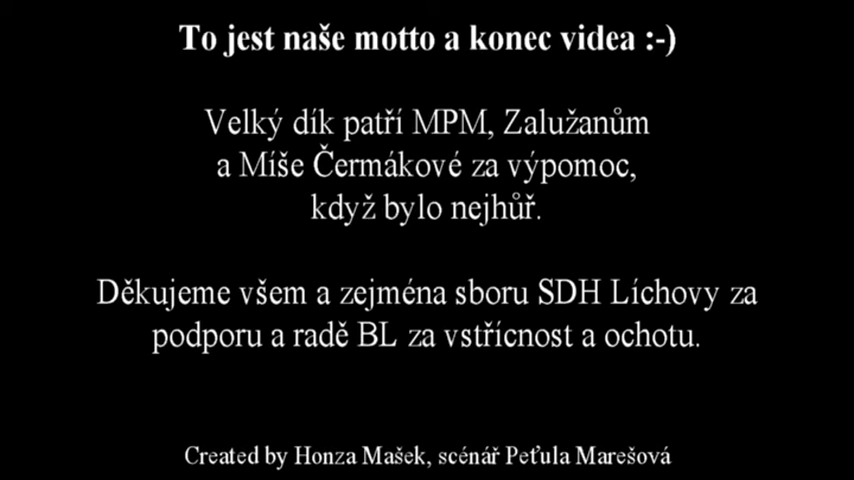 To jest naše motto a konec videa :-)
Velký dík patří MPM, Zalužanům
a Míše Čermákové za výpomoc,
když bylo nejhůř.
Děkujeme všem a zejména sboru SDH Líchovy za
podporu a radě BL za vstřícnost a ochotu.
Created by Honza Mašek, scénář Peťula Marešová